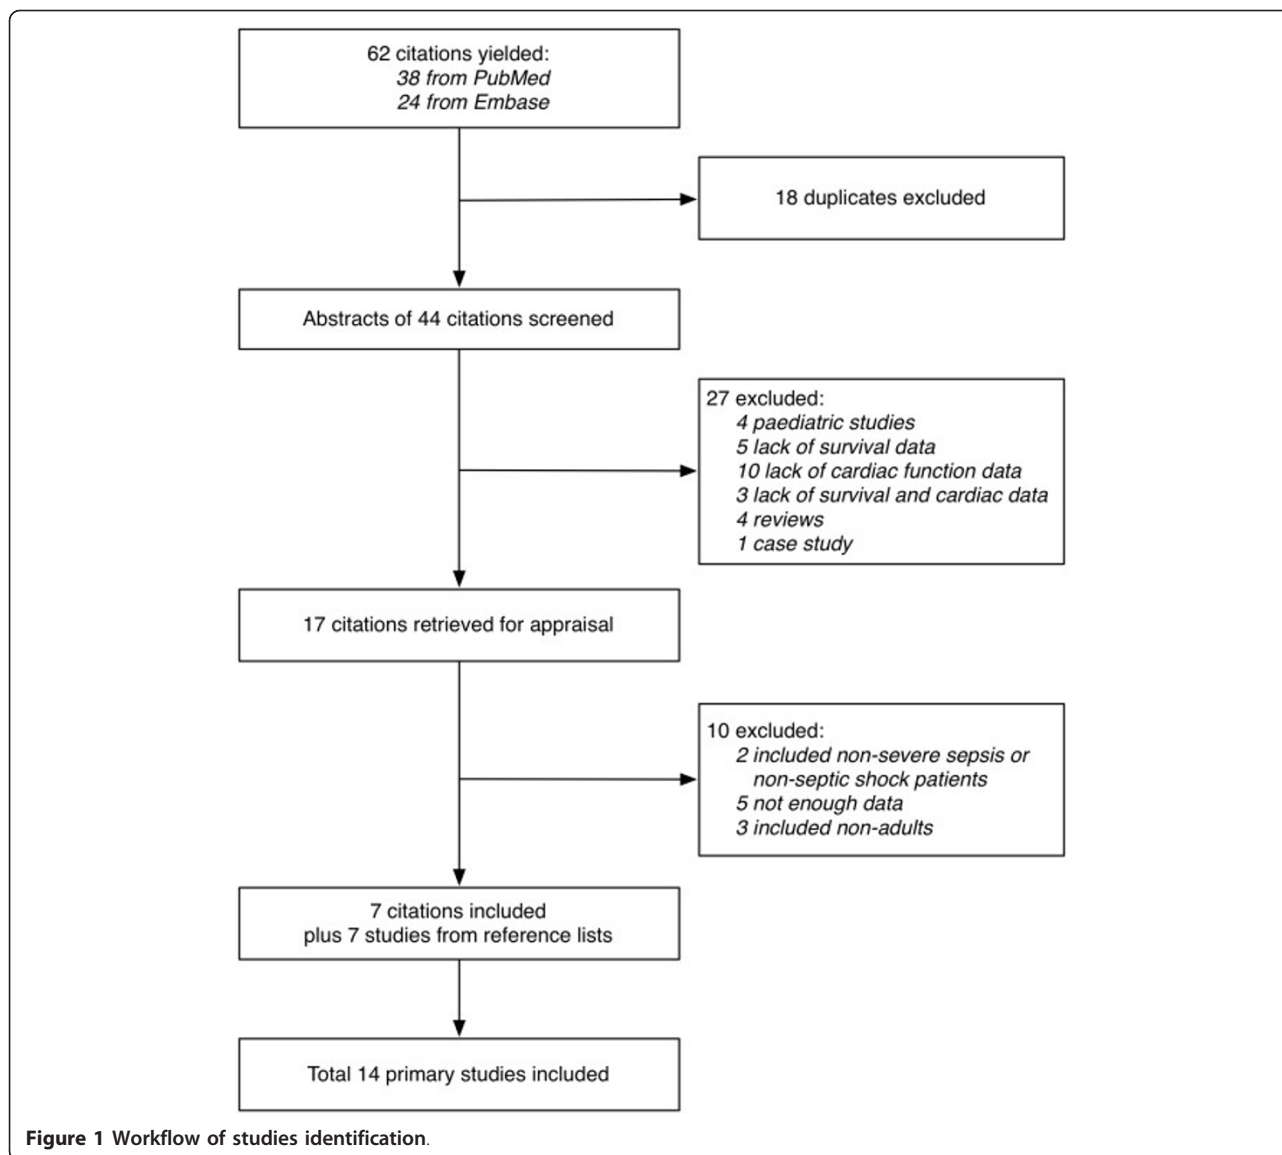 62 citations yielded:
38 from PubMed
24 from Embase
18 duplicates excluded
Abstracts of 44 citations screened
27 excluded:
4 paediatric studies
5 lack of survival data
10 lack of cardiac function data
3 lack of survival and cardiac data
4 reviews
1 case study
17 citations retrieved for appraisal
10 excluded:
2 included non-severe sepsis or
non-septic shock patients
5 not enough data
3 included non-adults
7 citations included
plus 7 studies from reference lists
Total 14 primary studies included
Figure 1 Workflow of studies identification.